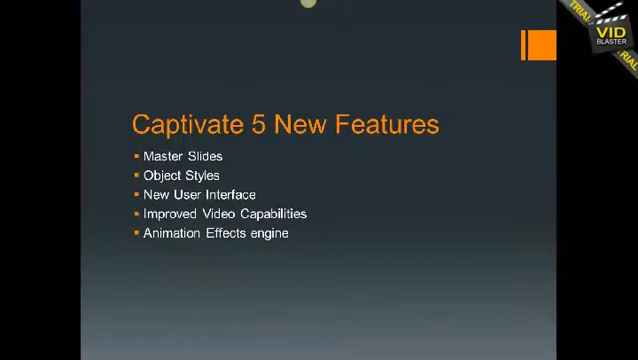 TRIAL
VID
BLASTER
TRIAL
Captivate 5 New Features
Master Slides
Object Styles
New User Interface
Improved Video Capabilities
Animation Effects engine